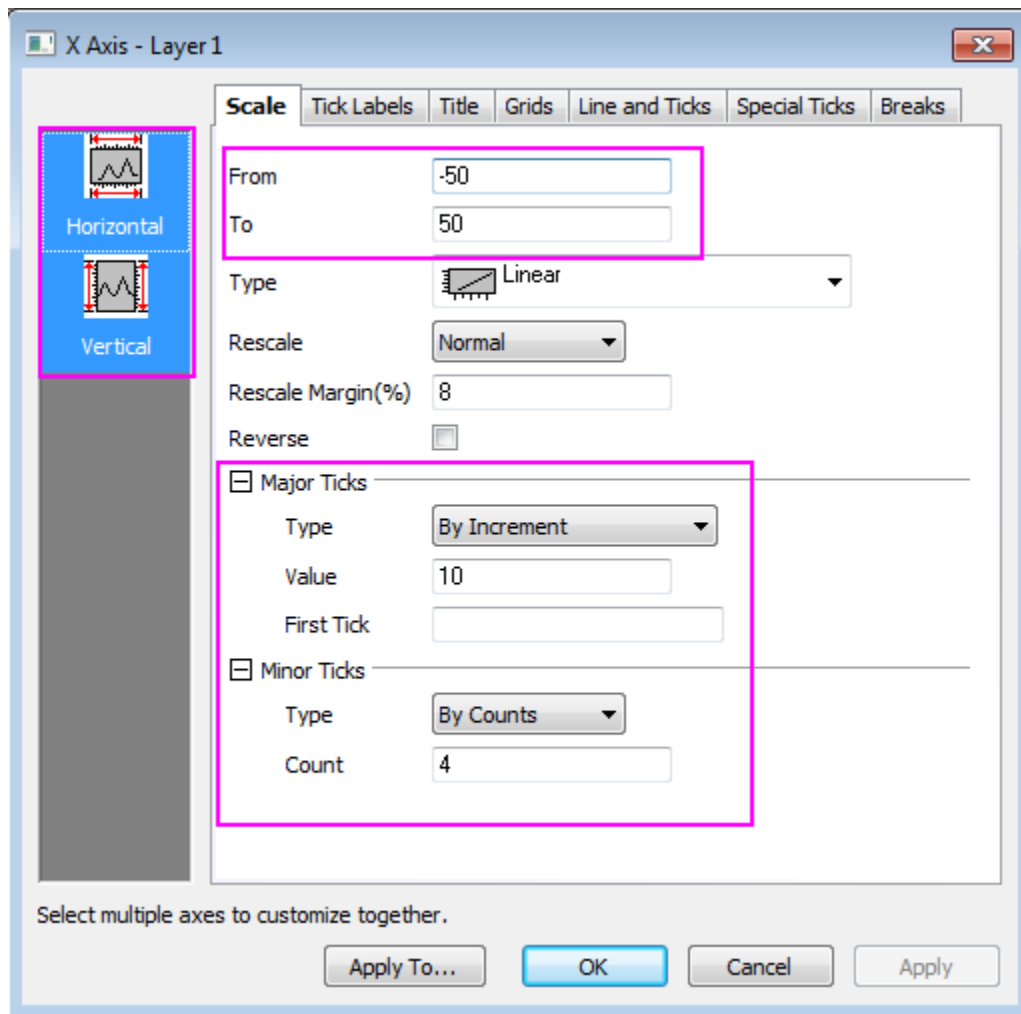 X Axis - Layer 1
Scale Tick Labels Title Grids Line and Ticks Special Ticks Breaks
Horizontal
Vertical
From -50
To 50
Type Linear
Rescale Normal
Rescale Margin(%) 8
Reverse
Major Ticks
Type By Increment
Value 10
First Tick
Minor Ticks
Type By Counts
Count 4
Select multiple axes to customize together.
Apply To... OK Cancel Apply